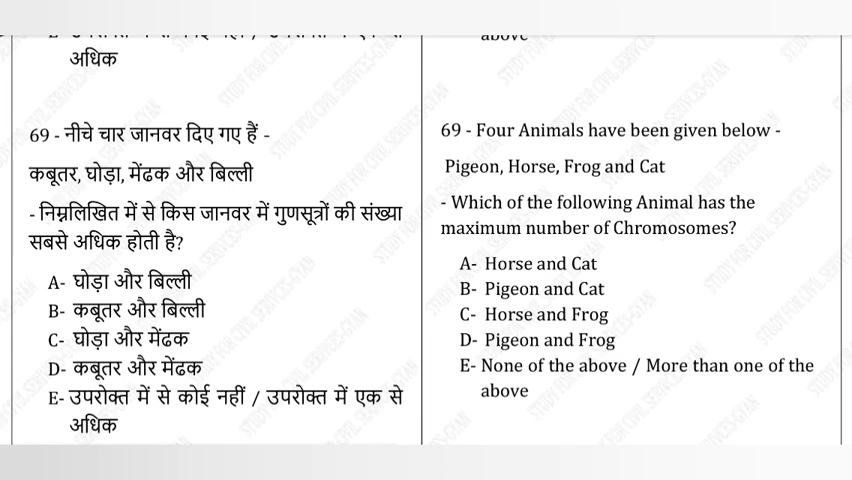 अधिक
69 - नीचे चार जानवर दिए गए हैं -
कबूतर, घोड़ा, मेंढक और बिल्ली
- निम्नलिखित में से किस जानवर में गुणसूत्रों की संख्या
सबसे अधिक होती है?
A- घोड़ा और बिल्ली
B- कबूतर और बिल्ली
C- घोड़ा और मेंढक
D- कबूतर और मेंढक
E- उपरोक्त में से कोई नहीं / उपरोक्त में एक से
अधिक
above
69 - Four Animals have been given below -
Pigeon, Horse, Frog and Cat
- Which of the following Animal has the
maximum number of Chromosomes?
A- Horse and Cat
B- Pigeon and Cat
C- Horse and Frog
D- Pigeon and Frog
E- None of the above / More than one of the
above